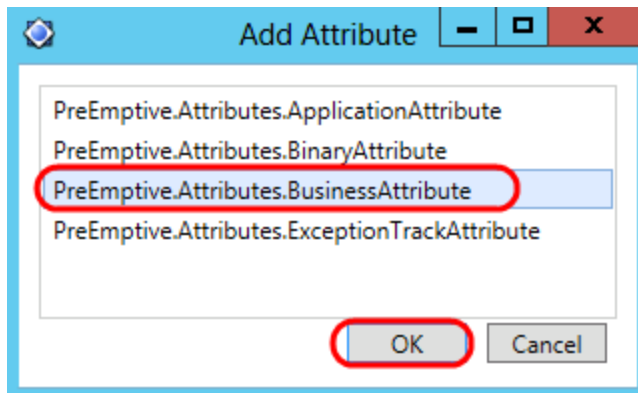 Add Attribute
PreEmptive.Attributes.ApplicationAttribute
PreEmptive.Attributes.BinaryAttribute
PreEmptive.Attributes.BusinessAttribute
PreEmptive.Attributes.ExceptionTrackAttribute
OK Cancel